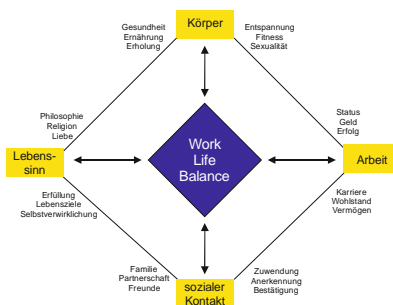 Gesundheit
Ernährung
Erholung
Körper
Entspannung
Fitness
Sexualität
Philosophie
Religion
Liebe
Status
Geld
Erfolg
Lebens-
sinn
Work
Life
Balance
Arbeit
Erfüllung
Lebensziele
Selbstverwirklichung
Karriere
Wohlstand
Vermögen
Familie
Partnerschaft
Freunde
sozialer
Kontakt
Zuwendung
Anerkennung
Bestätigung